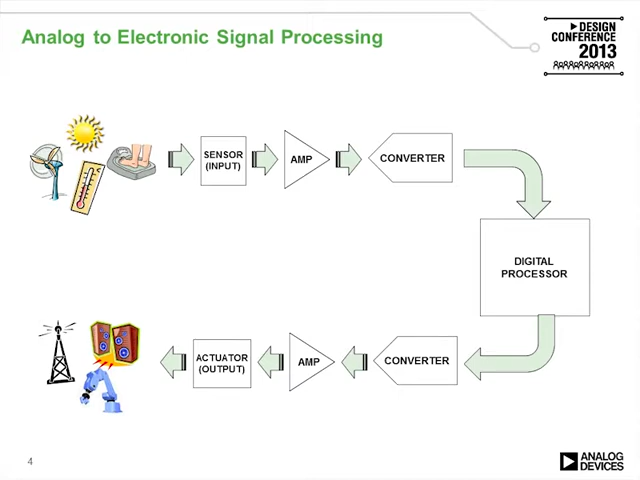 Analog to Electronic Signal Processing
DESIGN
CONFERENCE
2013
SENSOR
(INPUT)
AMP
CONVERTER
DIGITAL
PROCESSOR
ACTUATOR
(OUTPUT)
AMP
CONVERTER
4
ANALOG
DEVICES